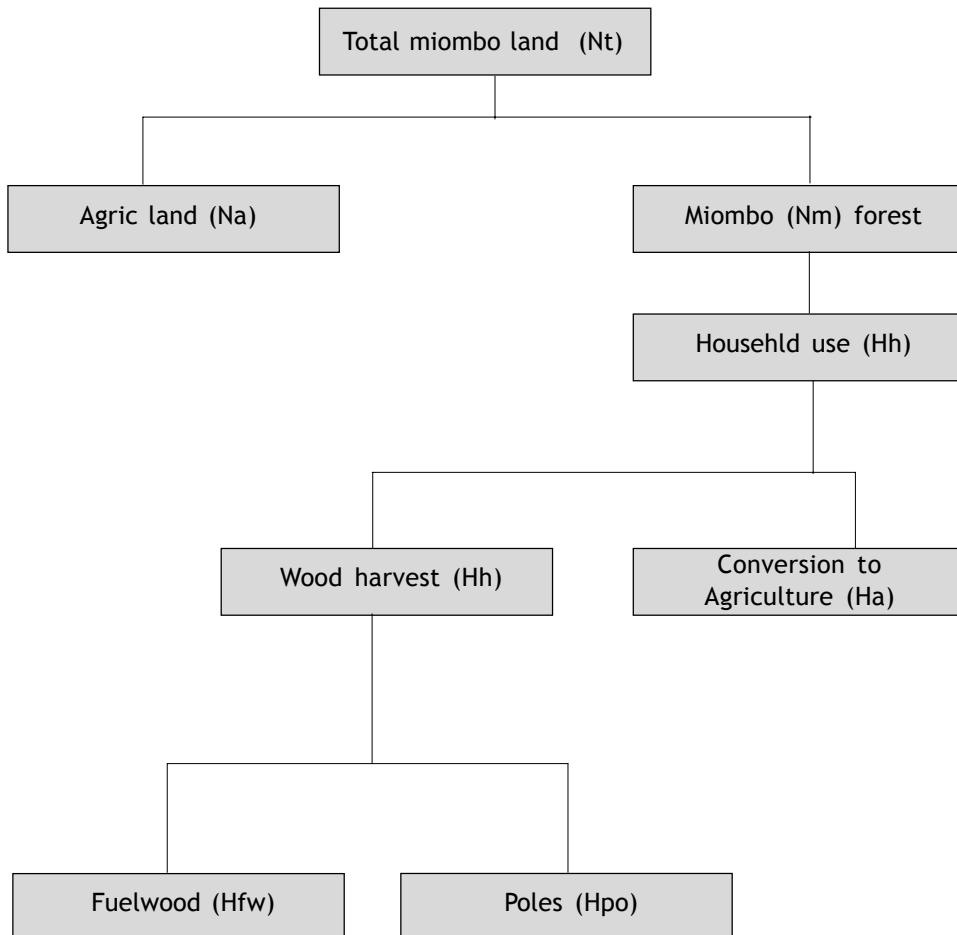 Total miombo land (Nt)
Agric land (Na)
Miombo (Nm) forest
Househld use (Hh)
Wood harvest (Hh)
Conversion to
Agriculture (Ha)
Fuelwood (Hfw)
Poles (Hpo)